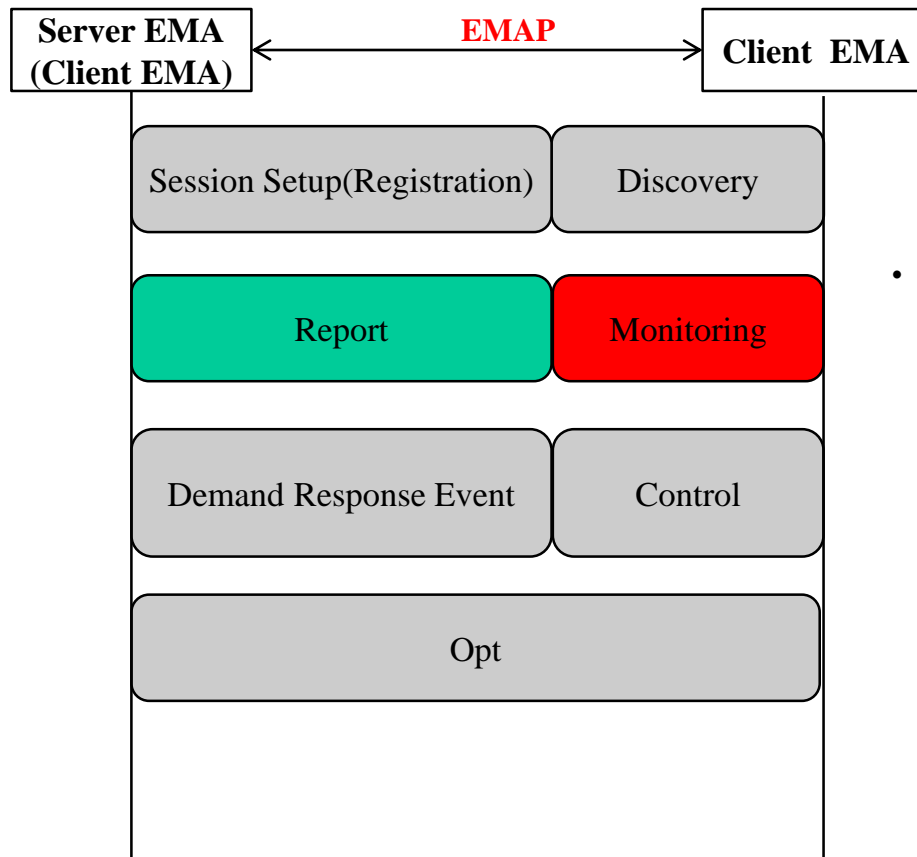 Server EMA
(Client EMA)
EMAP
Client EMA
Session Setup(Registration)
Discovery
Report
Monitoring
Demand Response Event
Control
Opt